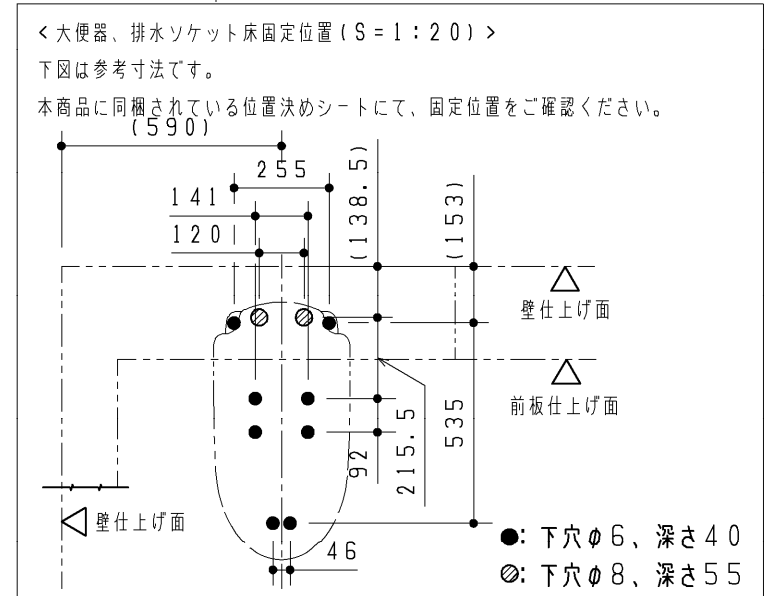 <大便器、排水ソケット床固定位置(S=1:20)>
下図は参考寸法です。
本商品に同梱されている位置決めシートにて、固定位置をご確認ください。
(590)
255
141
120
(138.5)
(153)
壁仕上げ面
前板仕上げ面
92
215.5
535
壁仕上げ面
46
●: 下穴φ6、深さ40
◍: 下穴φ8、深さ55